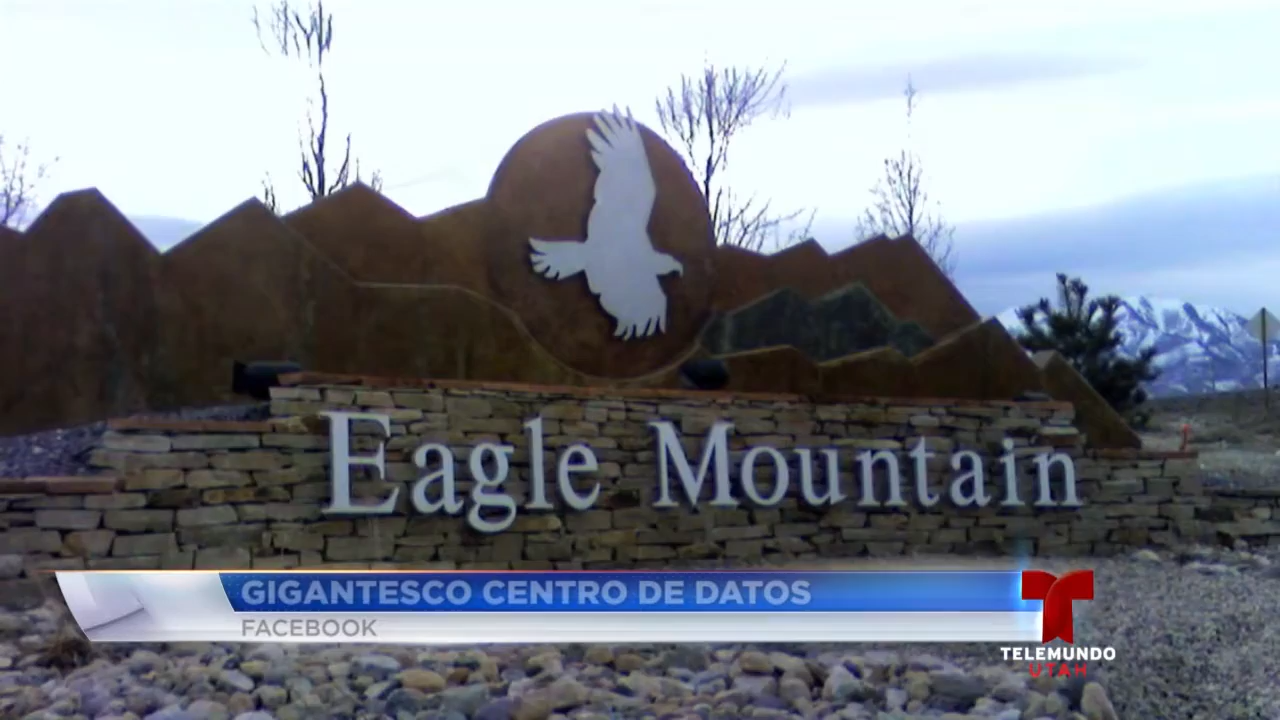 Eagle Mountain
GIGANTESCO CENTRO DE DATOS
FACEBOOK
TELEMUNDO
UTAH